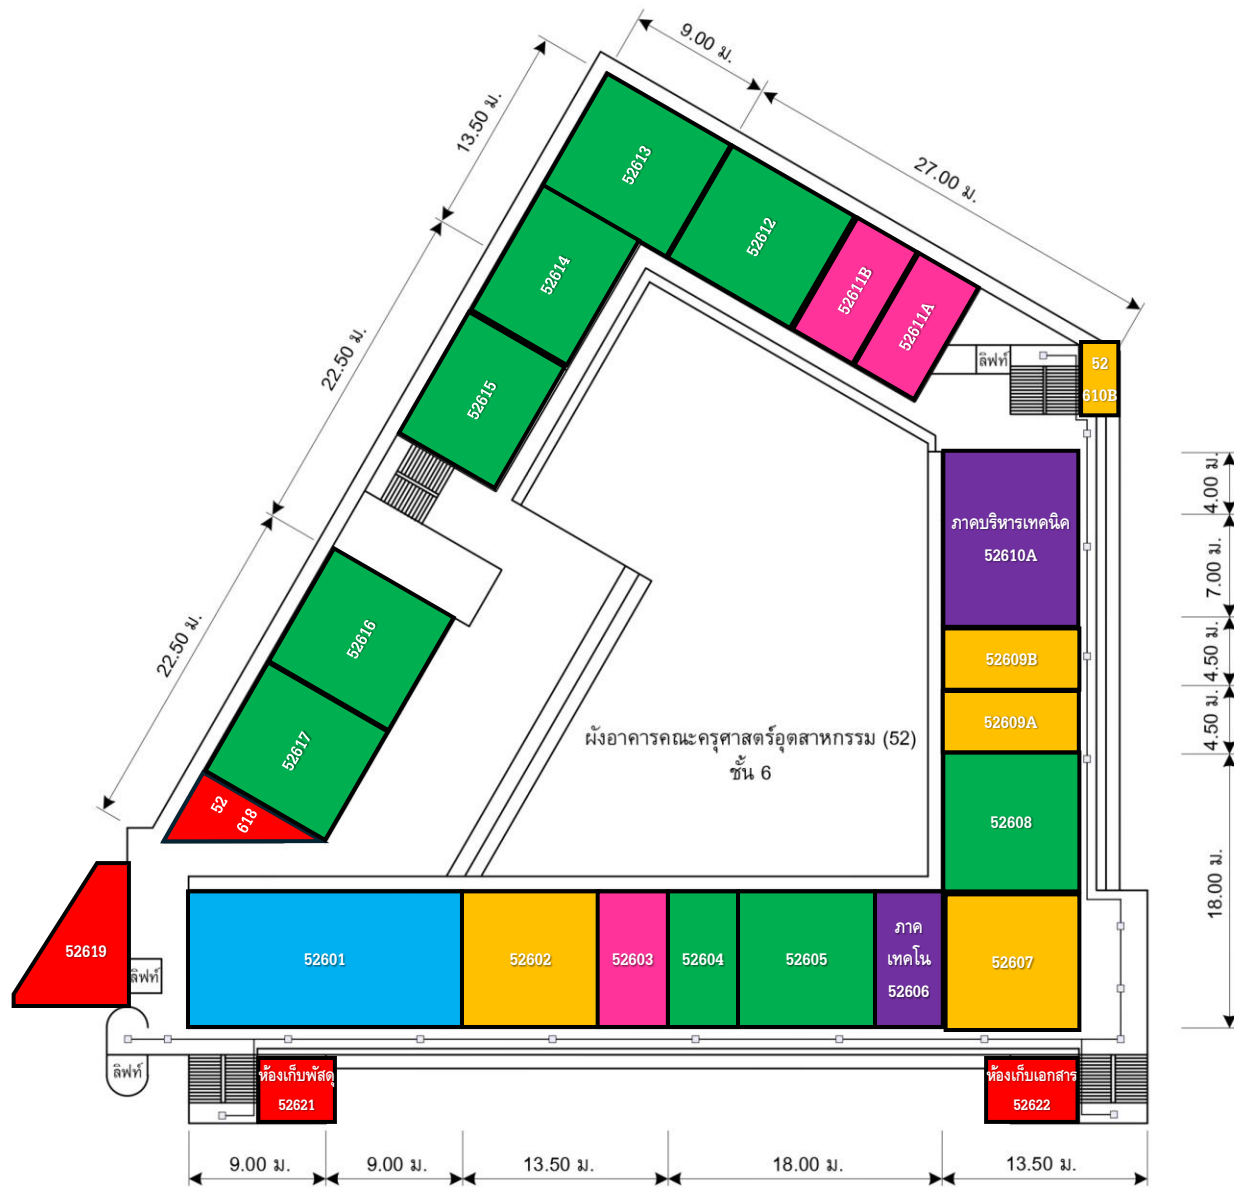 9.00 ม.
27.00 ม.
13.50 ม.
22.50 ม.
22.50 ม.
52613
52612
52611B
52611A
52614
52615
ลิฟท์
52
610B
4.00 ม.
7.00 ม.
4.50 ม.
4.50 ม.
18.00 ม.
ภาคบริหารเทคนิค
52610A
52609B
52609A
52608
52616
52617
52
618
ผังอาคารคณะครุศาสตร์อุตสาหกรรม (52)
ชั้น 6
52619
ลิฟท์
ลิฟท์
52601
52602
52603
52604
52605
ภาค
เทคโน
52606
52607
ห้องเก็บพัสดุ
52621
ห้องเก็บเอกสาร
52622
9.00 ม.
9.00 ม.
13.50 ม.
18.00 ม.
13.50 ม.